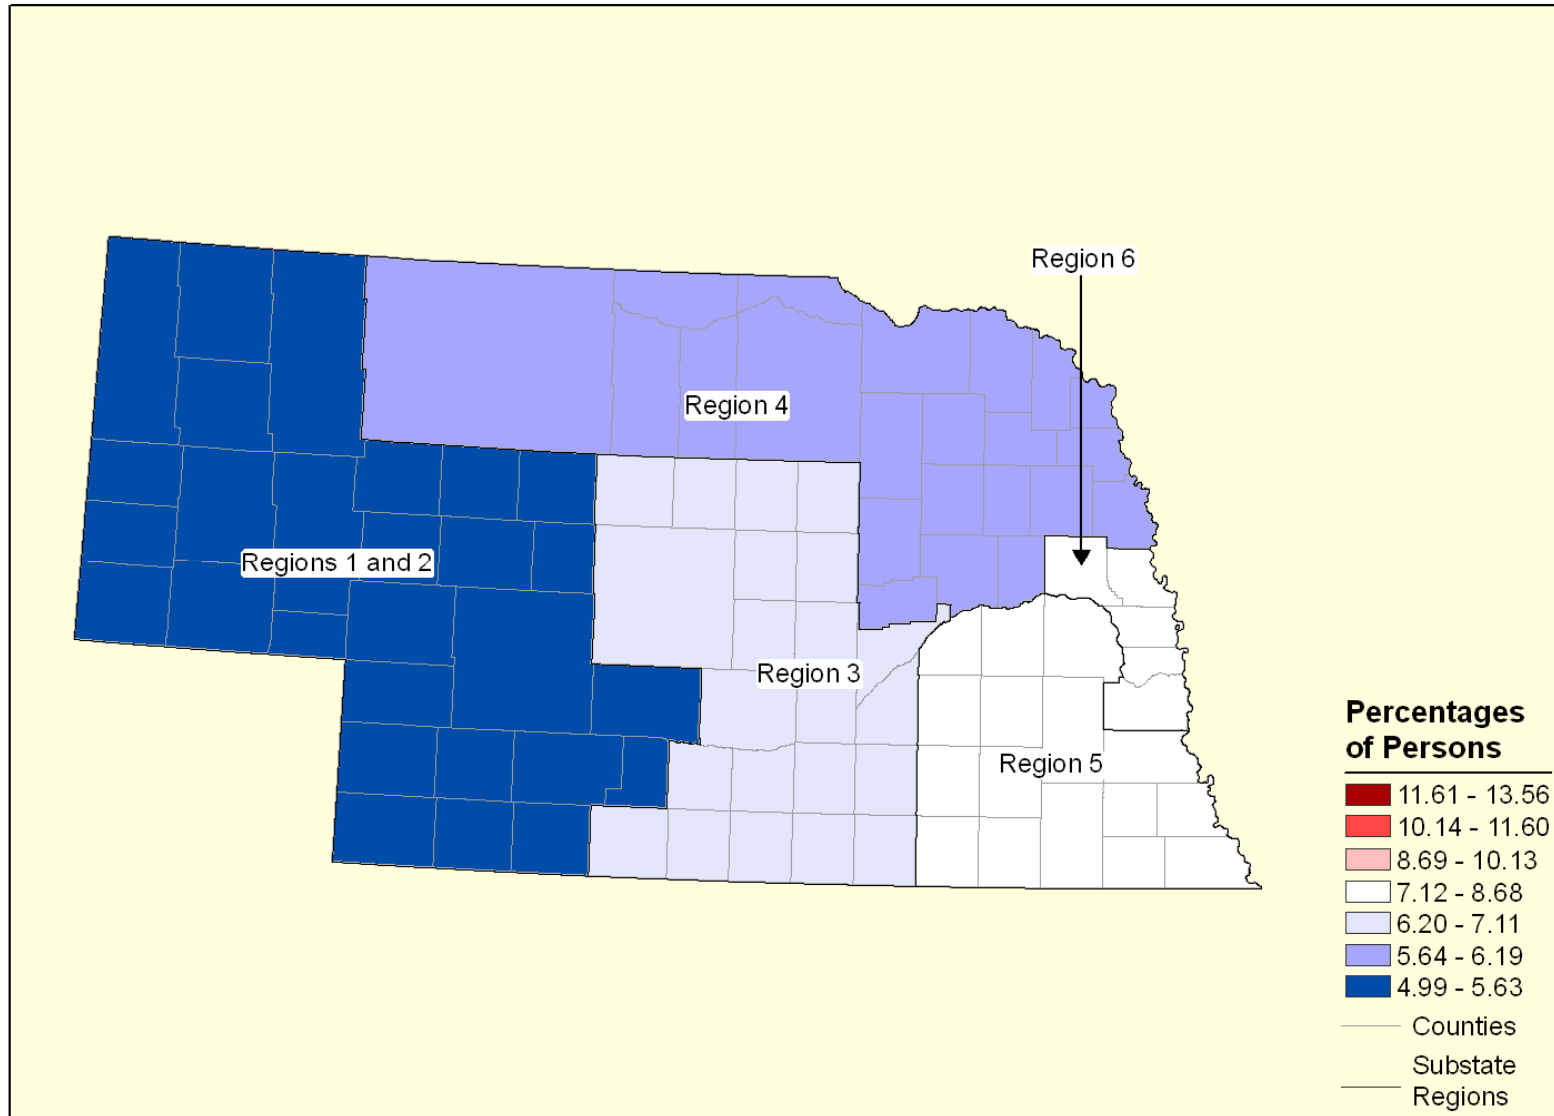 Region 6
Region 4
Regions 1 and 2
Region 3
Region 5
Percentages
of Persons
11.61 - 13.56
10.14 - 11.60
8.69 - 10.13
7.12 - 8.68
6.20 - 7.11
5.64 - 6.19
4.99 - 5.63
Counties
Substate
Regions